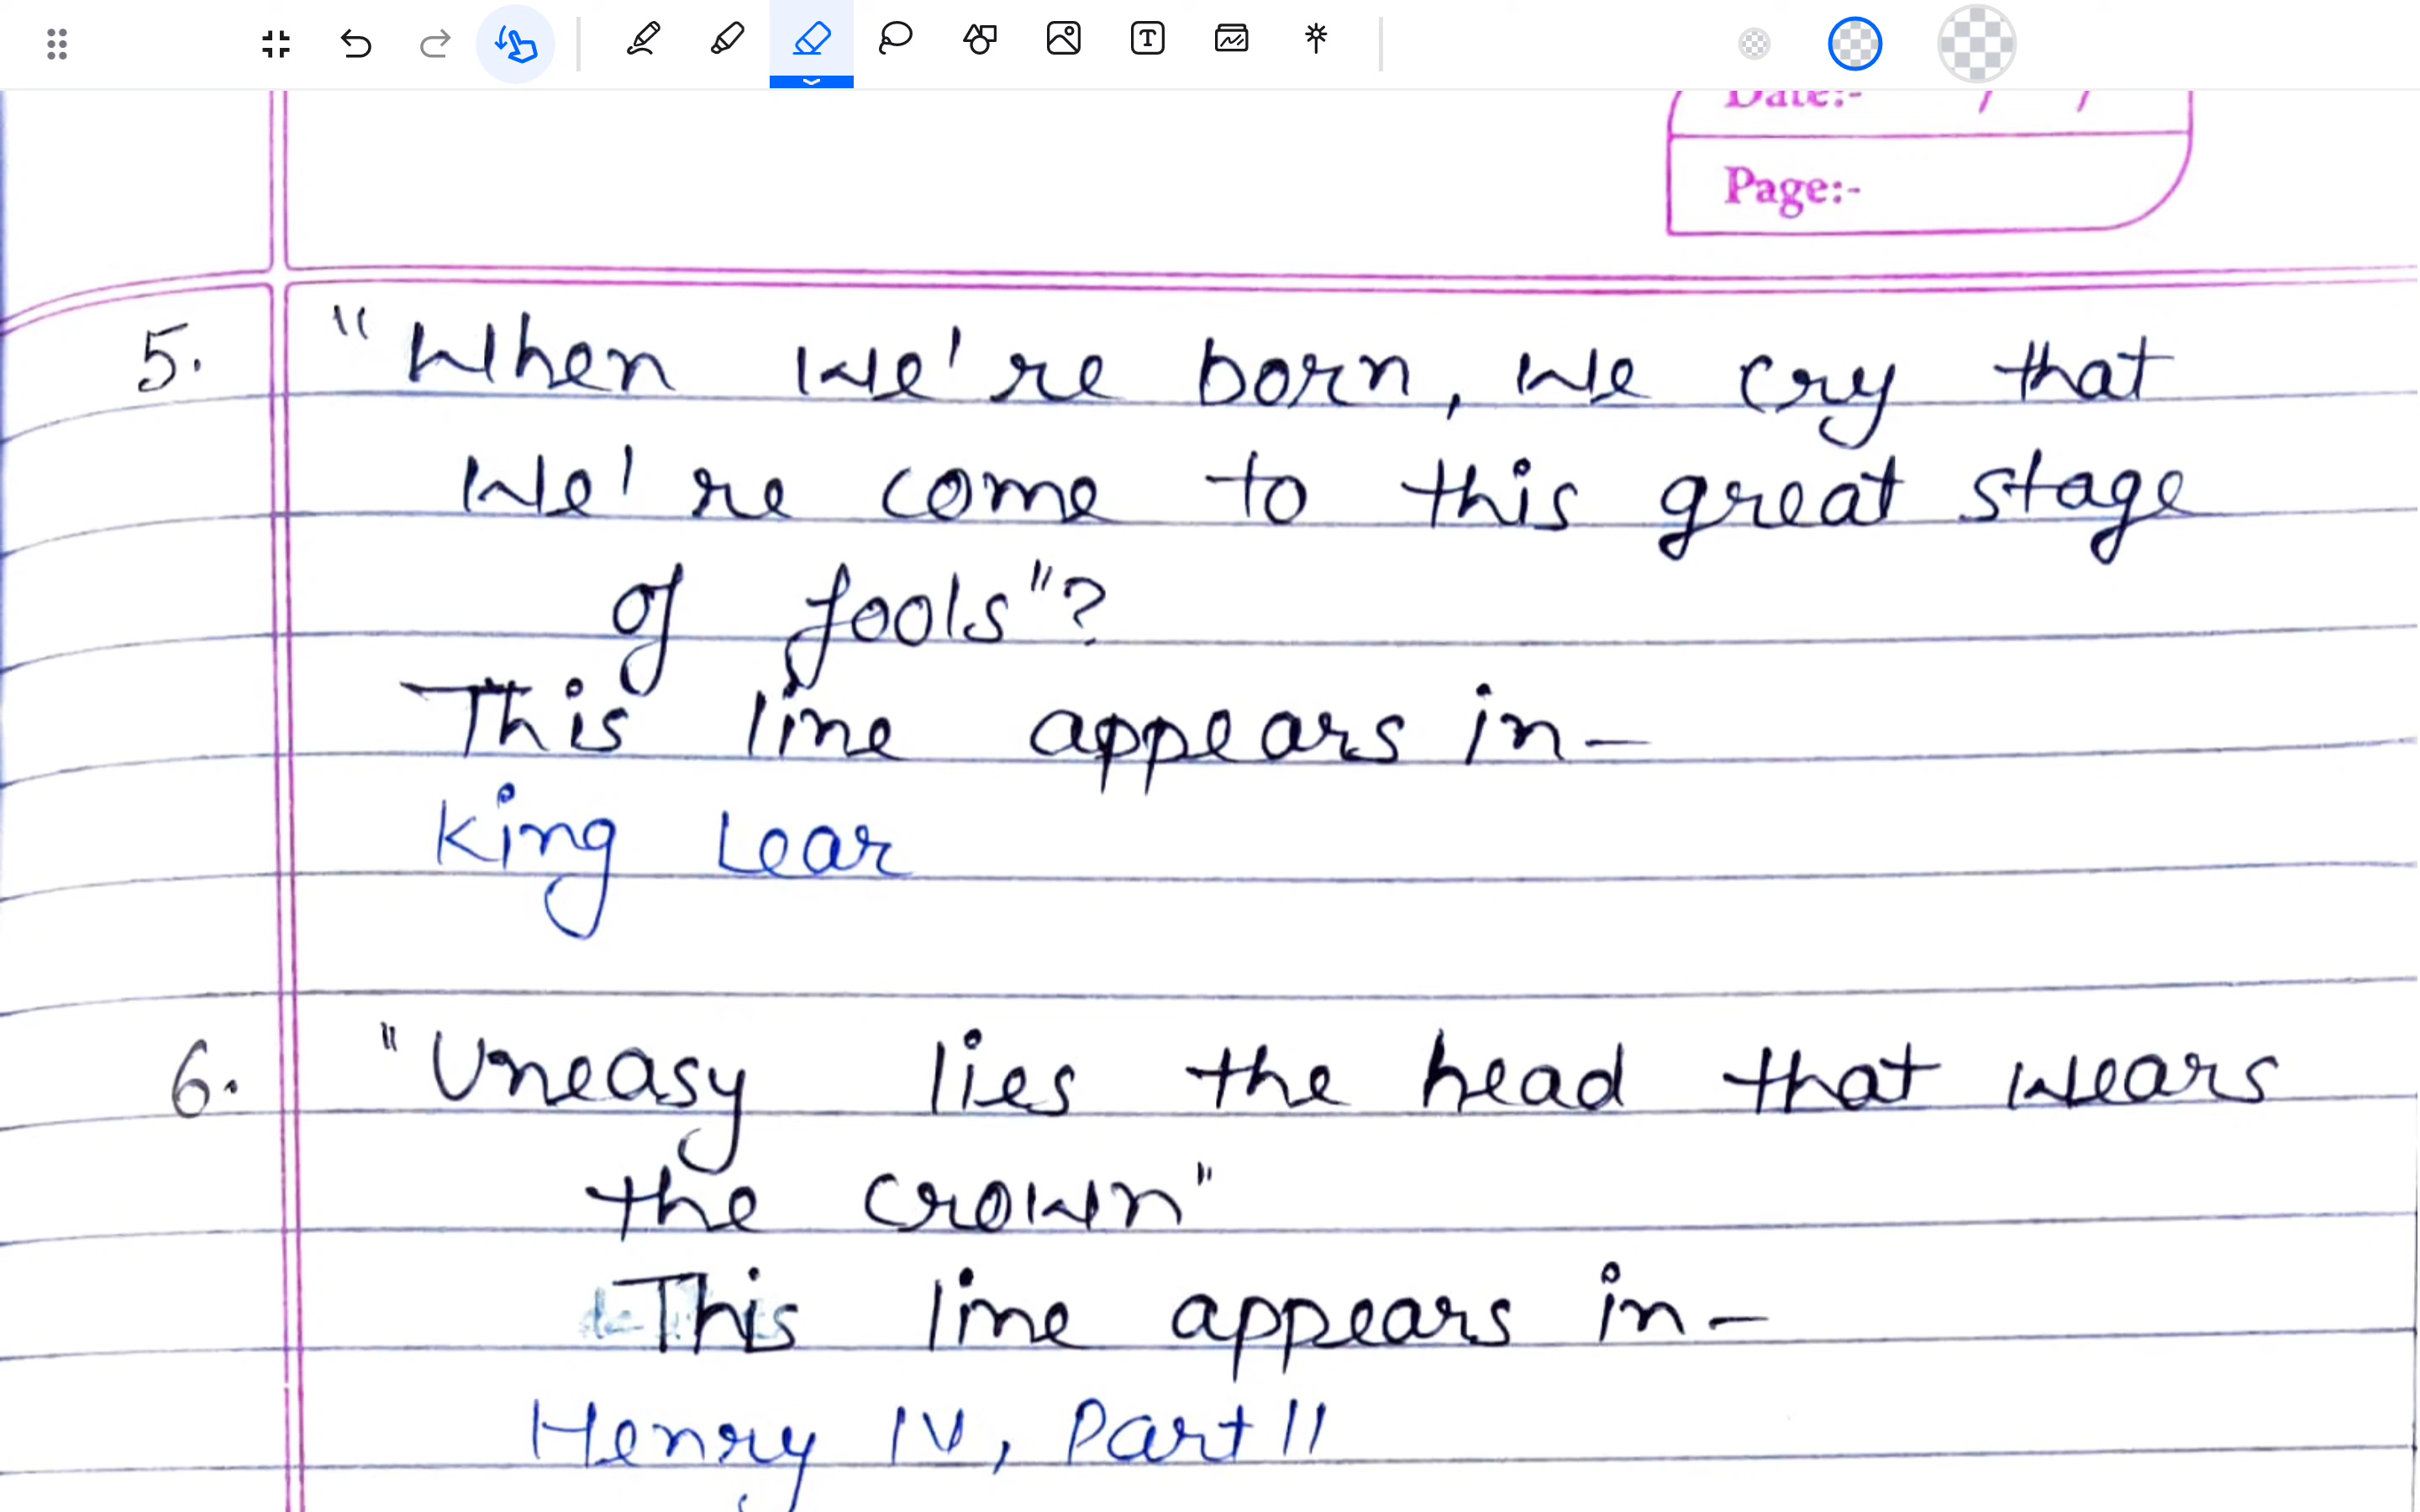 Date:- / /
Page:-
5. "When we're born, we cry that
we're come to this great stage
of fools"?
This line appears in-
King Lear
6. "Uneasy lies the head that wears
the crown"
This line appears in-
Henry IV, Part II